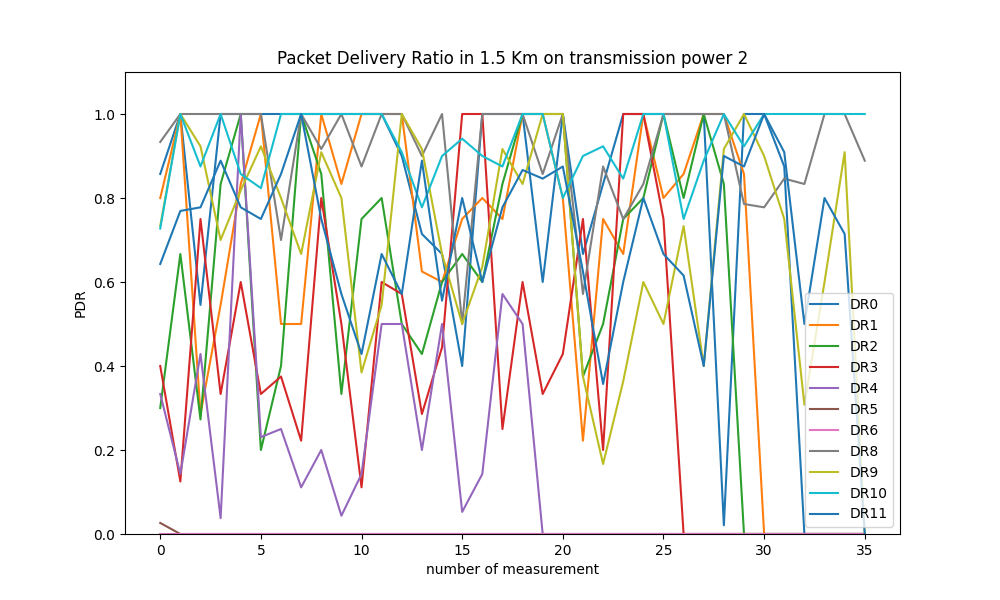 Packet Delivery Ratio in 1.5 Km on transmission power 2
PDR
1.0
0.8
0.6
0.4
0.2
0.0
0 5 10 15 20 25 30 35
number of measurement
DR0
DR1
DR2
DR3
DR4
DR5
DR6
DR8
DR9
DR10
DR11